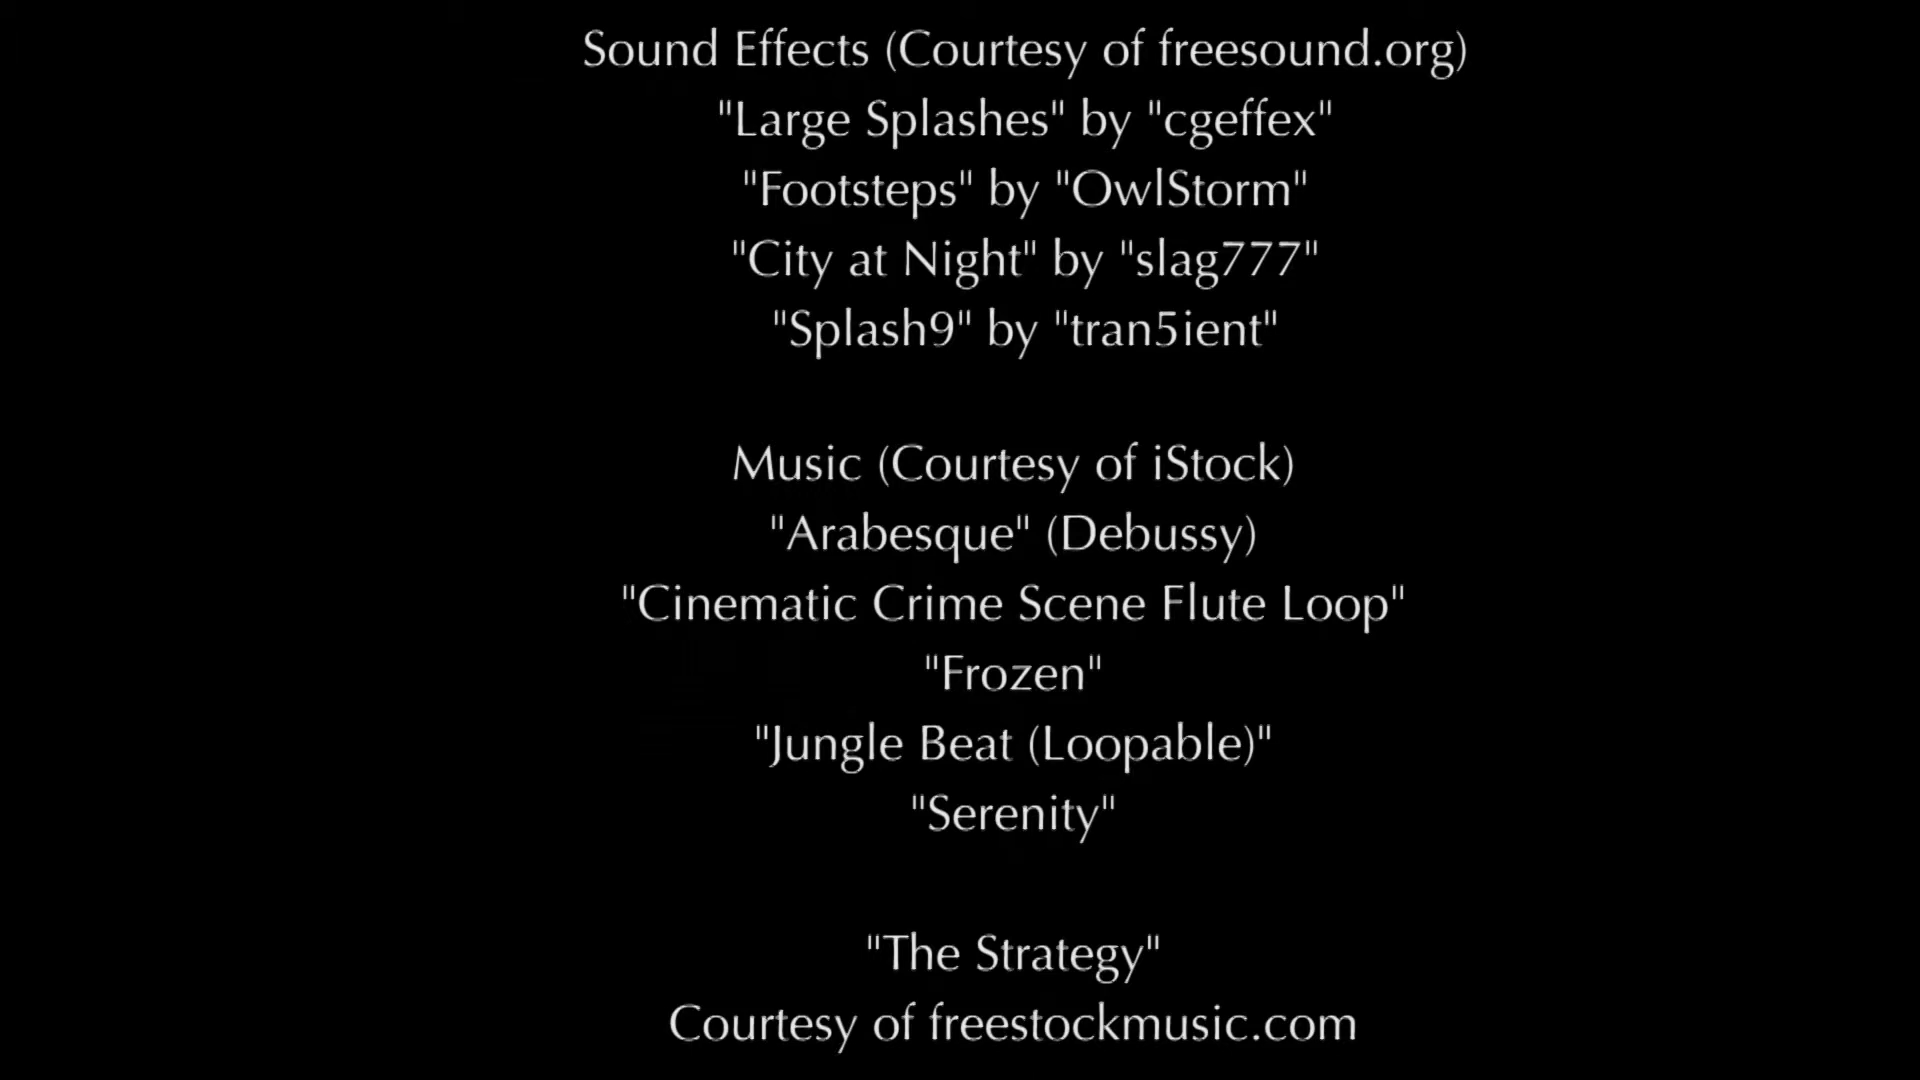 Sound Effects (Courtesy of freesound.org)
"Large Splashes" by "cgeffex"
"Footsteps" by "OwlStorm"
"City at Night" by "slag777"
"Splash9" by "tran5ient"
Music (Courtesy of iStock)
"Arabesque" (Debussy)
"Cinematic Crime Scene Flute Loop"
"Frozen"
"Jungle Beat (Loopable)"
"Serenity"
"The Strategy"
Courtesy of freestockmusic.com